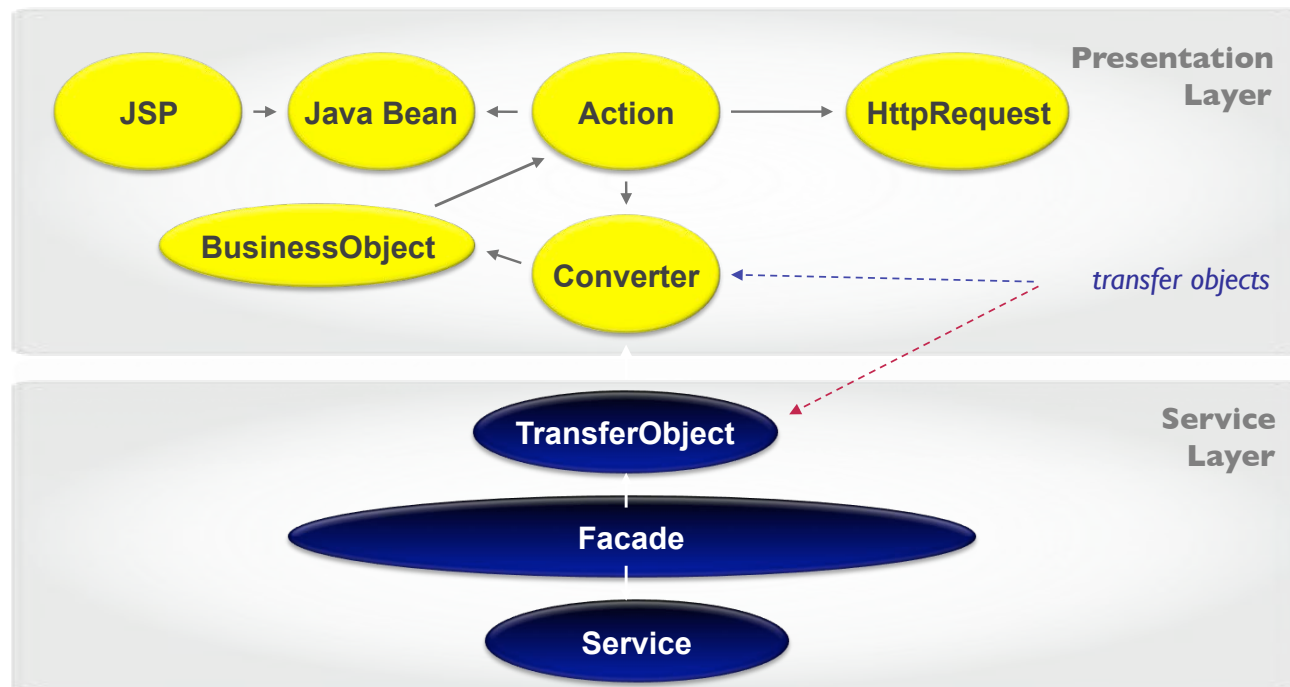 Presentation
Layer
JSP
Java Bean
Action
HttpRequest
BusinessObject
Converter
transfer objects
TransferObject
Service
Layer
Facade
Service